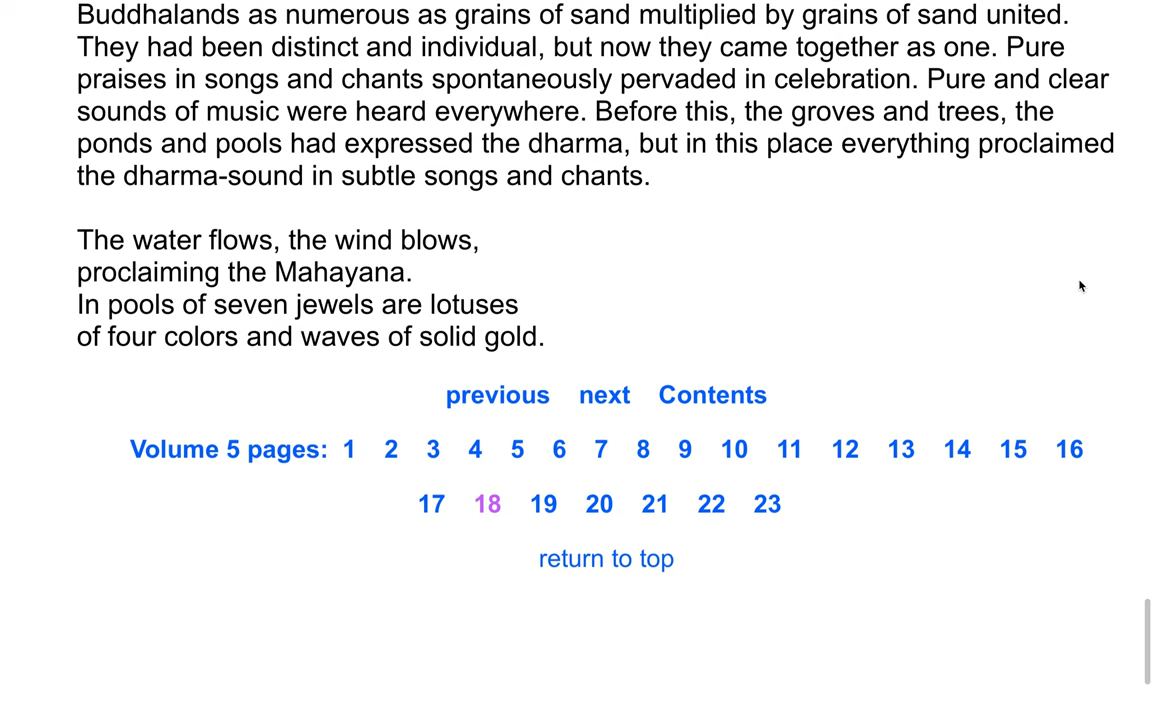 Buddhalands as numerous as grains of sand multiplied by grains of sand united.
They had been distinct and individual, but now they came together as one. Pure
praises in songs and chants spontaneously pervaded in celebration. Pure and clear
sounds of music were heard everywhere. Before this, the groves and trees, the
ponds and pools had expressed the dharma, but in this place everything proclaimed
the dharma-sound in subtle songs and chants.
The water flows, the wind blows,
proclaiming the Mahayana.
In pools of seven jewels are lotuses
of four colors and waves of solid gold.
previous next Contents
Volume 5 pages: 1 2 3 4 5 6 7 8 9 10 11 12 13 14 15 16
17 18 19 20 21 22 23
return to top